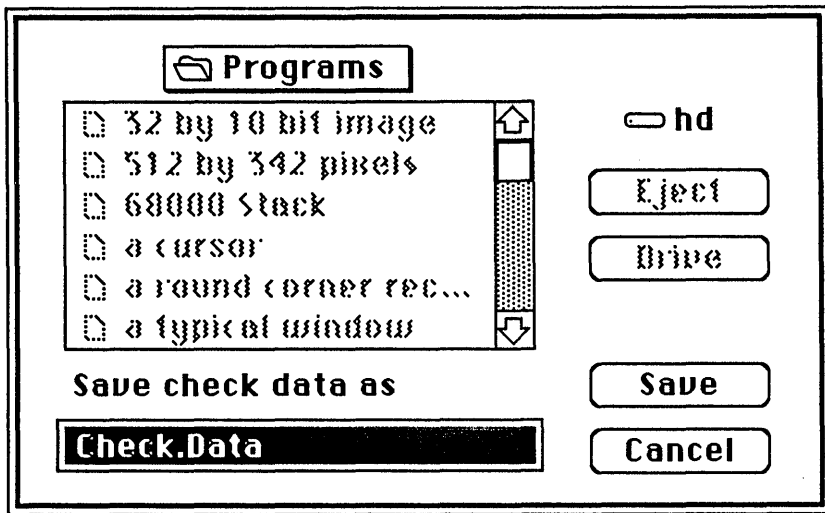 Programs
32 by 10 bit image
512 by 342 pixels
68000 Stack
a cursor
a round corner rec...
a typical window
hd
Eject
Drive
Save check data as
Save
Check.Data
Cancel